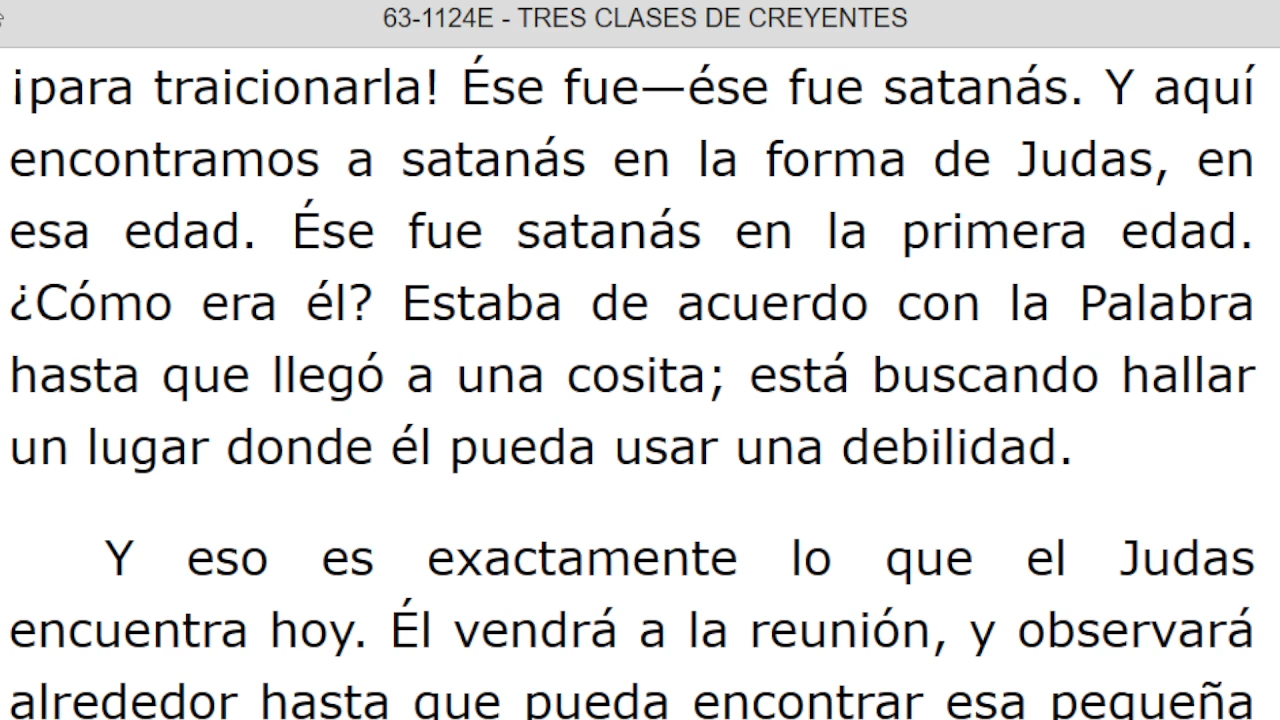 63-1124E - TRES CLASES DE CREYENTES
¡para traicionarla! Ése fue—ése fue satanás. Y aquí
encontramos a satanás en la forma de Judas, en
esa edad. Ése fue satanás en la primera edad.
¿Cómo era él? Estaba de acuerdo con la Palabra
hasta que llegó a una cosita; está buscando hallar
un lugar donde él pueda usar una debilidad.
Y eso es exactamente lo que el Judas
encuentra hoy. Él vendrá a la reunión, y observará
alrededor hasta que pueda encontrar esa pequeña